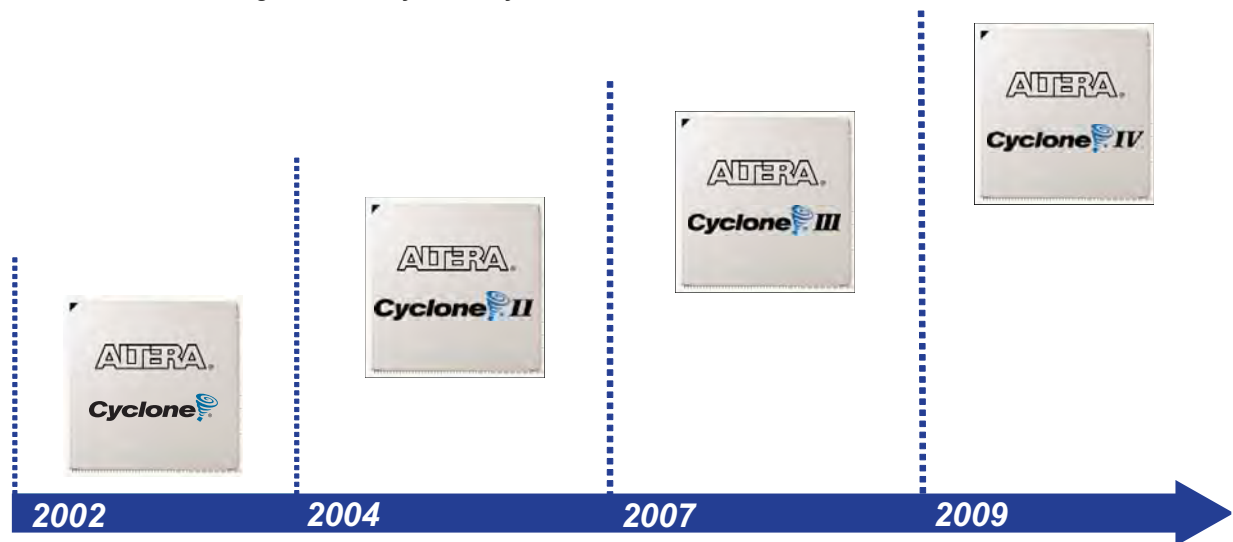 ALTERA®
Cyclone® IV
ALTERA®
Cyclone® III
ALTERA®
Cyclone® II
ALTERA®
Cyclone®
2002 2004 2007 2009